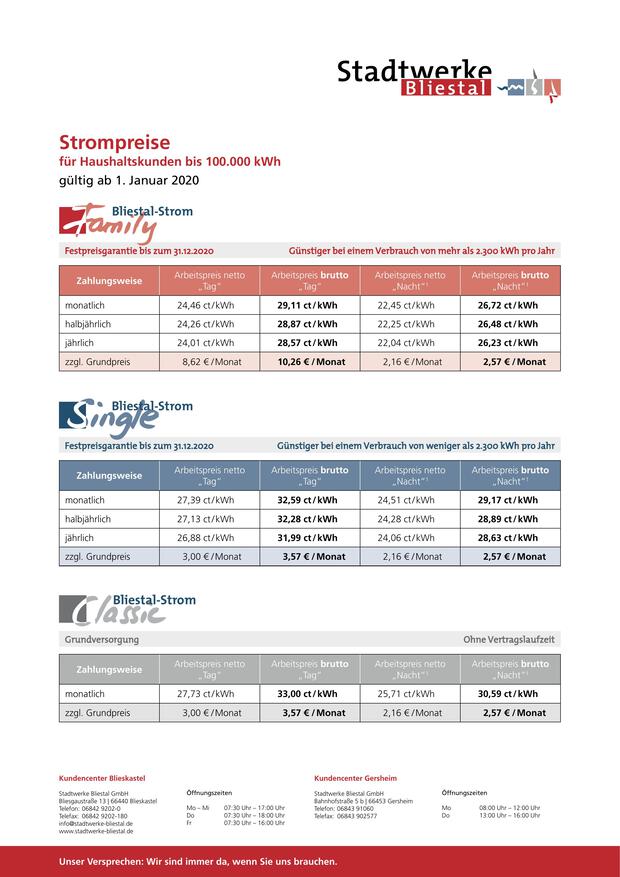 Stadtwerke
Bliestal
Strompreise
für Haushaltskunden bis 100.000 kWh
gültig ab 1. Januar 2020
Bliestal-Strom
Family
Festpreisgarantie bis zum 31.12.2020 Günstiger bei einem Verbrauch von mehr als 2.300 kWh pro Jahr
Zahlungsweise Arbeitspreis netto „Tag“ Arbeitspreis brutto „Tag“ Arbeitspreis netto „Nacht“¹ Arbeitspreis brutto „Nacht“¹
monatlich 24,46 ct/kWh 29,11 ct/kWh 22,45 ct/kWh 26,72 ct/kWh
halbjährlich 24,26 ct/kWh 28,87 ct/kWh 22,25 ct/kWh 26,48 ct/kWh
jährlich 24,01 ct/kWh 28,57 ct/kWh 22,04 ct/kWh 26,23 ct/kWh
zzgl. Grundpreis 8,62 €/Monat 10,26 €/Monat 2,16 €/Monat 2,57 €/Monat
Bliestal-Strom
Single
Festpreisgarantie bis zum 31.12.2020 Günstiger bei einem Verbrauch von weniger als 2.300 kWh pro Jahr
Zahlungsweise Arbeitspreis netto „Tag“ Arbeitspreis brutto „Tag“ Arbeitspreis netto „Nacht“¹ Arbeitspreis brutto „Nacht“¹
monatlich 27,39 ct/kWh 32,59 ct/kWh 24,51 ct/kWh 29,17 ct/kWh
halbjährlich 27,13 ct/kWh 32,28 ct/kWh 24,28 ct/kWh 28,89 ct/kWh
jährlich 26,88 ct/kWh 31,99 ct/kWh 24,06 ct/kWh 28,63 ct/kWh
zzgl. Grundpreis 3,00 €/Monat 3,57 €/Monat 2,16 €/Monat 2,57 €/Monat
Bliestal-Strom
Classic
Grundversorgung Ohne Vertragslaufzeit
Zahlungsweise Arbeitspreis netto „Tag“ Arbeitspreis brutto „Tag“ Arbeitspreis netto „Nacht“¹ Arbeitspreis brutto „Nacht“¹
monatlich 27,73 ct/kWh 33,00 ct/kWh 25,71 ct/kWh 30,59 ct/kWh
zzgl. Grundpreis 3,00 €/Monat 3,57 €/Monat 2,16 €/Monat 2,57 €/Monat
Kundencenter Blieskastel
Stadtwerke Bliestal GmbH
Bliesgaustraße 13 | 66440 Blieskastel
Telefon: 06842 9202-0
Telefax: 06842 9202-180
info@stadtwerke-bliestal.de
www.stadtwerke-bliestal.de
Öffnungszeiten
Mo – Mi 07:30 Uhr – 17:00 Uhr
Do 07:30 Uhr – 18:00 Uhr
Fr 07:30 Uhr – 16:00 Uhr
Kundencenter Gersheim
Stadtwerke Bliestal GmbH
Bahnhofstraße 5 b | 66453 Gersheim
Telefon: 06843 91060
Telefax: 06843 902577
Öffnungszeiten
Mo 08:00 Uhr – 12:00 Uhr
Do 13:00 Uhr – 16:00 Uhr
Unser Versprechen: Wir sind immer da, wenn Sie uns brauchen.